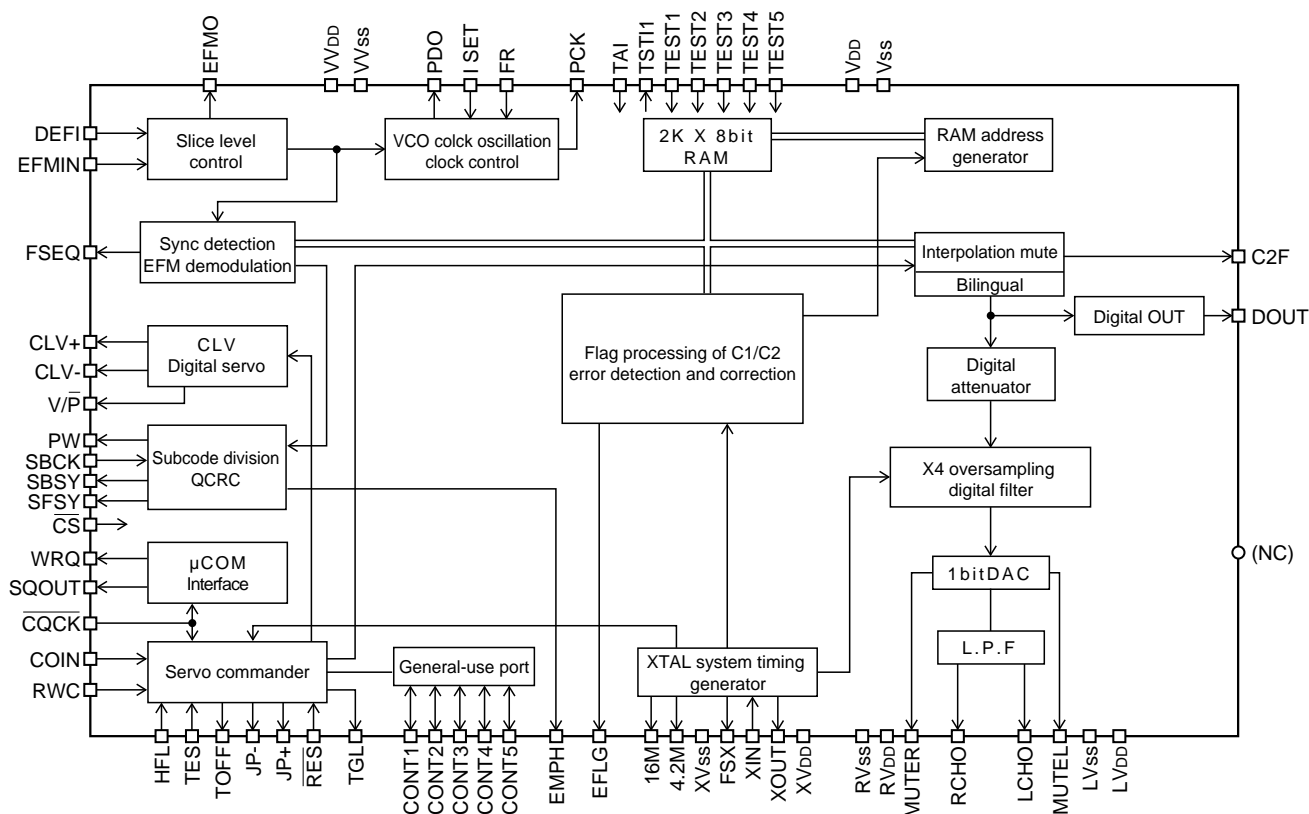 EFMO
VVDD
VVSS
PDO
I SET
FR
PCK
TAI
TSTI1
TEST1
TEST2
TEST3
TEST4
TEST5
VDD
VSS
DEFI
EFMIN
Slice level
control
VCO colck oscillation
clock control
2K X 8bit
RAM
RAM address
generator
FSEQ
Sync detection
EFM demodulation
Interpolation mute
Bilingual
C2F
Digital OUT
DOUT
CLV+
CLV-
V/P̅
CLV
Digital servo
Flag processing of C1/C2
error detection and correction
Digital
attenuator
PW
SBCK
SBSY
SFSY
C̅S̅
Subcode division
QCRC
X4 oversampling
digital filter
WRQ
SQOUT
C̅Q̅C̅K̅
µCOM
Interface
1bitDAC
(NC)
COIN
RWC
Servo commander
General-use port
XTAL system timing
generator
L.P.F
HFL
TES
TOFF
JP-
JP+
R̅E̅S̅
TGL
CONT1
CONT2
CONT3
CONT4
CONT5
EMPH
EFLG
16M
4.2M
XVSS
FSX
XIN
XOUT
XVDD
RVSS
RVDD
MUTER
RCHO
LCHO
MUTEL
LVSS
LVDD